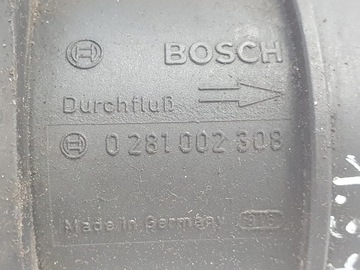 BOSCH
Durchfluß
0 281 002 308
Made in Germany